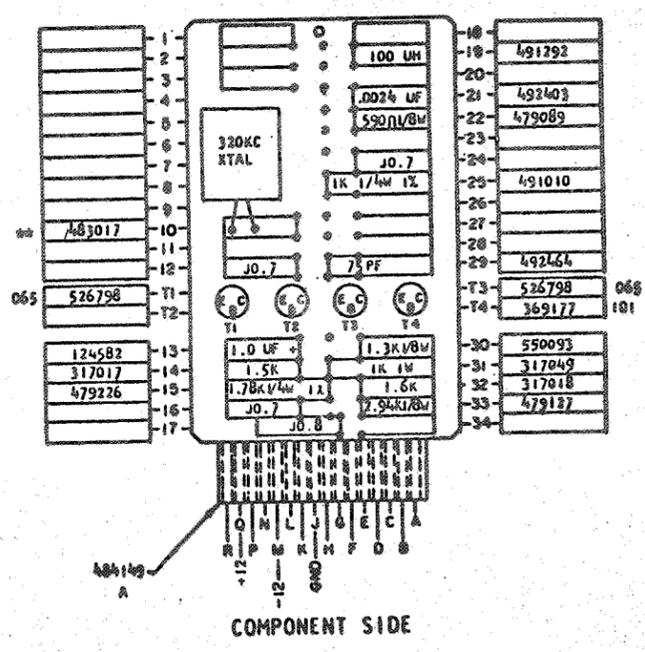 1 18
2 100 UH 19 491292
3 20
4 .0024 UF 21 492403
5 590Ω1/8W 22 479089
6 320KC 23
7 XTAL J0.7 24
8 1K 1/4W 1% 25 491010
9 26
** 483017 10 27
11 28
12 J0.7 75 PF 29 492464
065 526798 T1 E B C E B C E B C E B C T3 526798 065
T2 T1 T2 T3 T4 T4 369177 101
124582 13 1.0 UF + 1.3K1/8W 30 550093
317017 14 1.5K 1K 1W 31 317049
479226 15 1.78K1/4W 1% 1.6K 32 317018
16 J0.7 2.94K1/8W 33 479127
17 J0.8 34
Q N L J G E C A
R P M K H F D B
+12 -12 GND
484149
A
COMPONENT SIDE